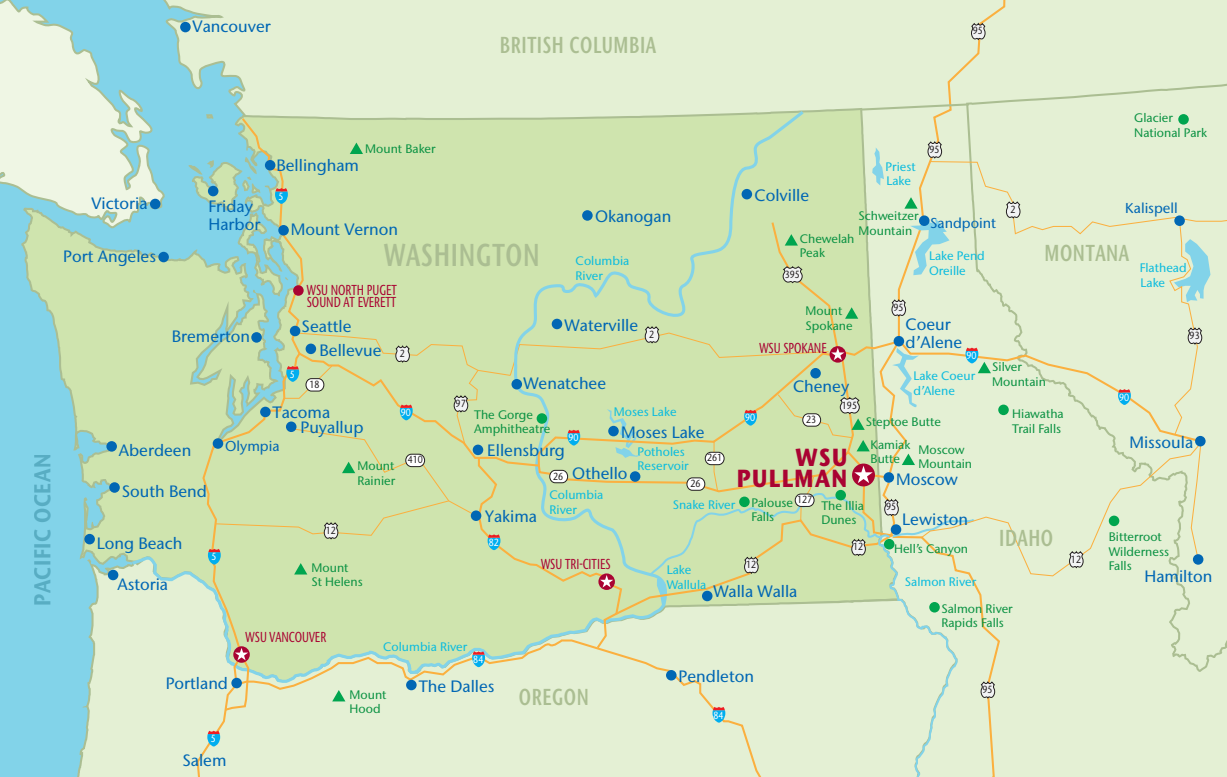 Vancouver
BRITISH COLUMBIA
95
Glacier
National Park
Mount Baker
Bellingham
95
Priest
Lake
5
Victoria
Friday
Harbor
Okanogan
Colville
Schweitzer
Mountain
Sandpoint
2
Kalispell
Mount Vernon
Port Angeles
WASHINGTON
Columbia
River
Chewelah
Peak
395
Lake Pend
Oreille
MONTANA
Flathead
Lake
WSU NORTH PUGET
SOUND AT EVERETT
Mount
Spokane
95
93
Seattle
Bremerton
Bellevue
2
Waterville
2
WSU SPOKANE
Coeur
d'Alene
90
5
18
Wenatchee
Cheney
Lake Coeur
d'Alene
Silver
Mountain
90
97
90
The Gorge
Amphitheatre
Moses Lake
90
195
Tacoma
Puyallup
90
Moses Lake
23
Steptoe Butte
Hiawatha
Trail Falls
Missoula
Aberdeen
Olympia
Ellensburg
Potholes
Reservoir
261
WSU
PULLMAN
Kamiak
Butte
Moscow
Mountain
410
Mount
Rainier
26
Othello
26
Moscow
South Bend
Columbia
River
Snake River
Palouse
Falls
127
The Illia
Dunes
95
Yakima
Lewiston
PACIFIC OCEAN
Long Beach
12
82
12
Hell's Canyon
IDAHO
Bitterroot
Wilderness
Falls
12
5
Astoria
Mount
St Helens
WSU TRI-CITIES
Lake
Wallula
12
Walla Walla
Salmon River
Hamilton
Salmon River
Rapids Falls
WSU VANCOUVER
Columbia River
84
Portland
The Dalles
Pendleton
Mount
Hood
OREGON
84
95
5
Salem